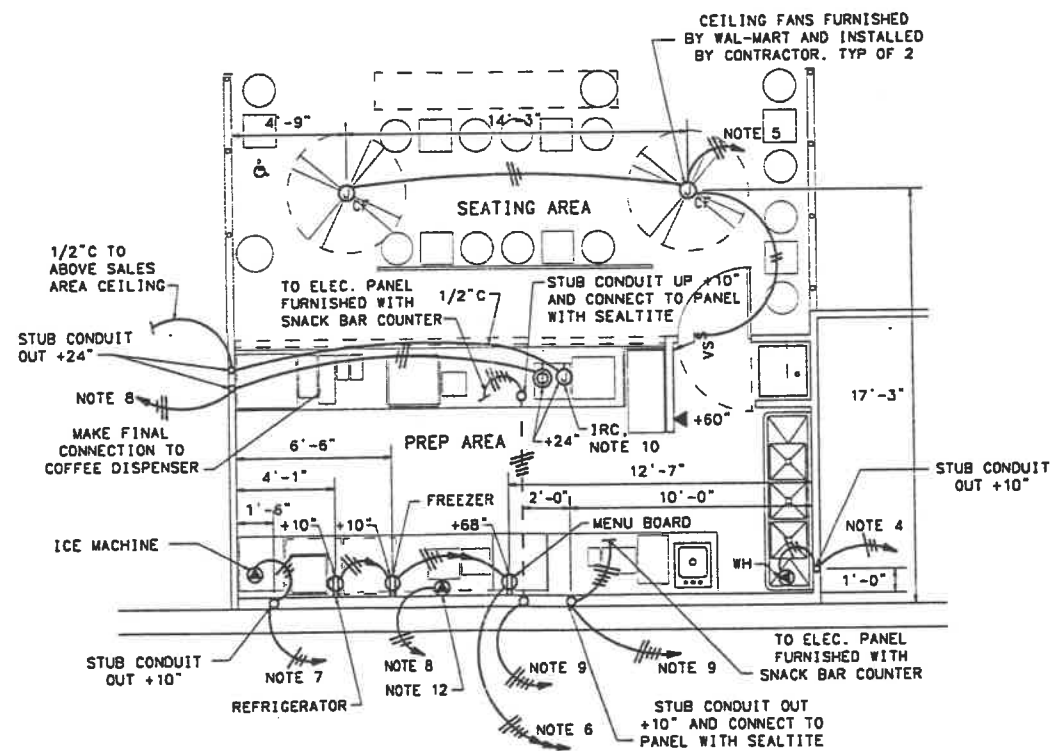 CEILING FANS FURNISHED
BY WAL-MART AND INSTALLED
BY CONTRACTOR. TYP OF 2
4'-9"
14'-3"
NOTE 5
J
CF
J
CF
SEATING AREA
1/2"C TO
ABOVE SALES
AREA CEILING
TO ELEC. PANEL
FURNISHED WITH
SNACK BAR COUNTER
1/2"C
STUB CONDUIT UP +10"
AND CONNECT TO PANEL
WITH SEALTITE
STUB CONDUIT
OUT +24"
NOTE 8
J
+24"
IRC,
NOTE 10
+60"
17'-3"
MAKE FINAL
CONNECTION TO
COFFEE DISPENSER
PREP AREA
6'-6"
4'-1"
1'-6"
12'-7"
2'-0"
10'-0"
STUB CONDUIT
OUT +10"
FREEZER
+10"
+10"
+68"
MENU BOARD
NOTE 4
ICE MACHINE
WH
1'-0"
STUB CONDUIT
OUT +10"
NOTE 7
REFRIGERATOR
NOTE 8
NOTE 12
NOTE 9
NOTE 6
NOTE 9
TO ELEC. PANEL
FURNISHED WITH
SNACK BAR COUNTER
STUB CONDUIT OUT
+10" AND CONNECT TO
PANEL WITH SEALTITE